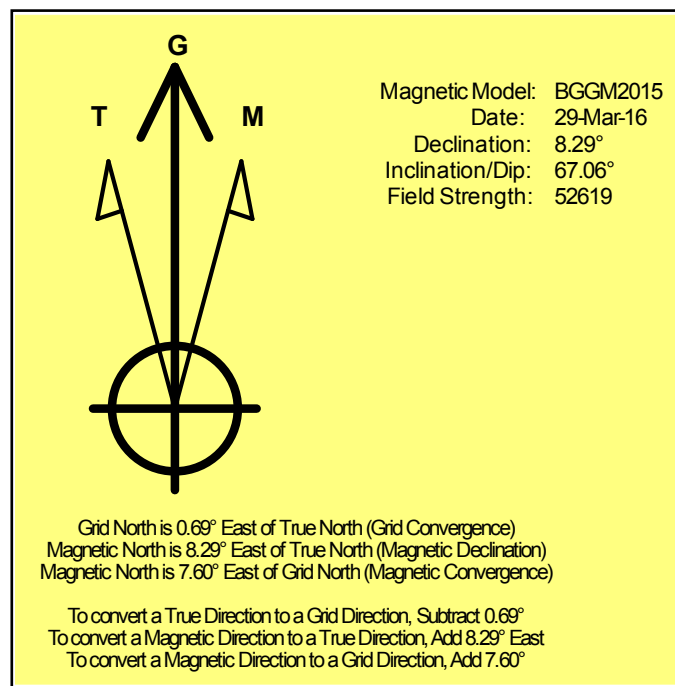 G
T
M
Magnetic Model: BGGM2015
Date: 29-Mar-16
Declination: 8.29°
Inclination/Dip: 67.06°
Field Strength: 52619
Grid North is 0.69° East of True North (Grid Convergence)
Magnetic North is 8.29° East of True North (Magnetic Declination)
Magnetic North is 7.60° East of Grid North (Magnetic Convergence)
To convert a True Direction to a Grid Direction, Subtract 0.69°
To convert a Magnetic Direction to a True Direction, Add 8.29° East
To convert a Magnetic Direction to a Grid Direction, Add 7.60°